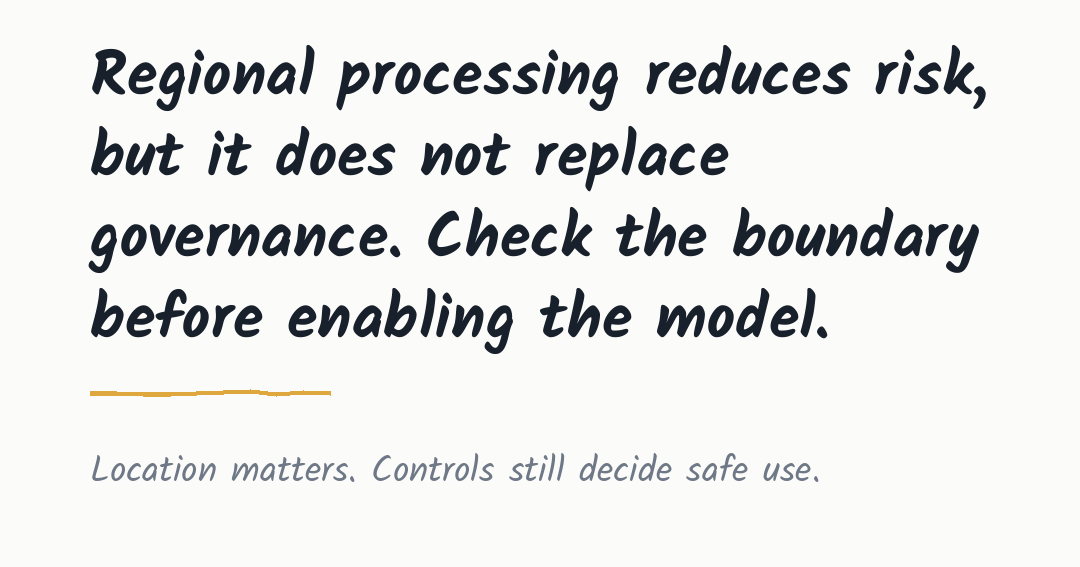 Regional processing reduces risk,
but it does not replace
governance. Check the boundary
before enabling the model.
Location matters. Controls still decide safe use.